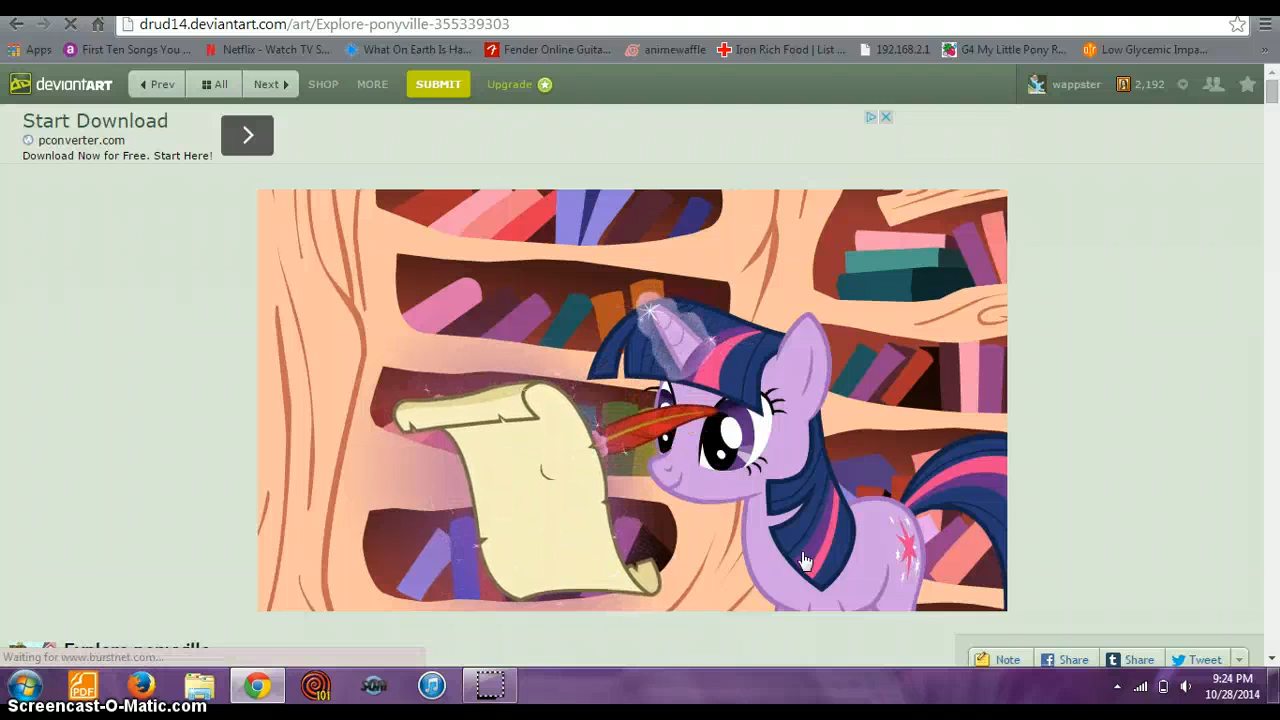 drud14.deviantart.com/art/Explore-ponyville-355339303
Apps First Ten Songs You ... Netflix - Watch TV S... What On Earth Is Ha... Fender Online Guita... animewaffle Iron Rich Food | List ... 192.168.2.1 G4 My Little Pony R... Low Glycemic Impa... »
deviantART Prev All Next SHOP MORE SUBMIT Upgrade wappster 2,192
Start Download
pconverter.com
Download Now for Free. Start Here!
Explore ponyville
Waiting for www.burstnet.com...
Note Share Share Tweet
PDF 101 9:24 PM
10/28/2014
Screencast-O-Matic.com